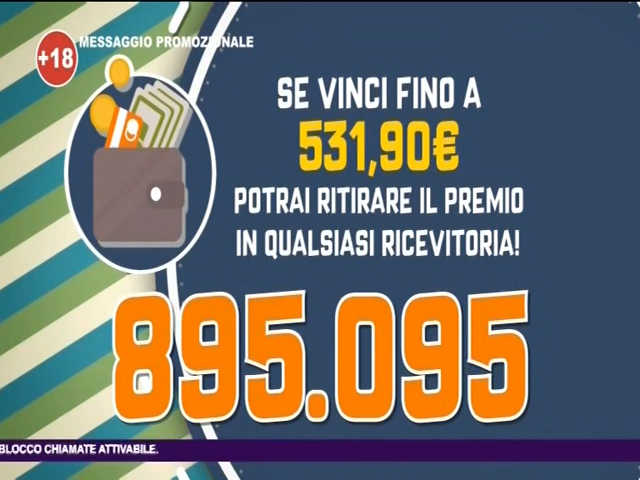 +18
MESSAGGIO PROMOZIONALE
SE VINCI FINO A
531,90€
POTRAI RITIRARE IL PREMIO
IN QUALSIASI RICEVITORIA!
895.095
BLOCCO CHIAMATE ATTIVABILE.